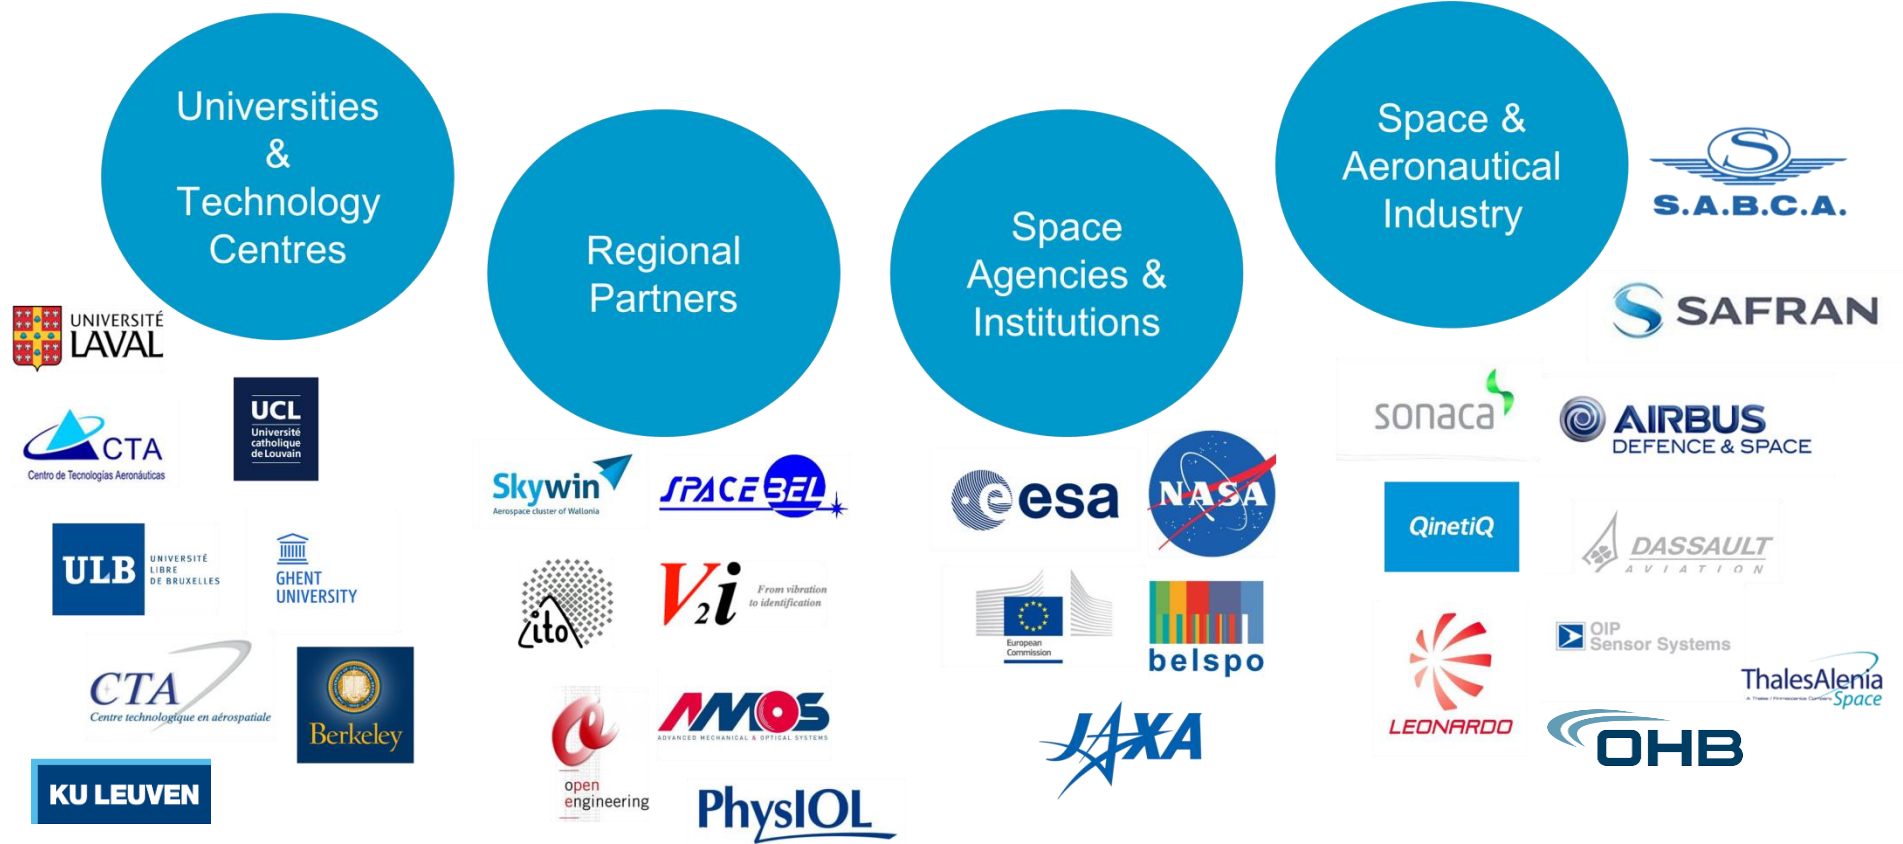 Universities
&
Technology
Centres
UNIVERSITÉ
LAVAL
CTA
Centro de Tecnologías Aeronáuticas
UCL
Université
catholique
de Louvain
ULB
UNIVERSITÉ
LIBRE
DE BRUXELLES
GHENT
UNIVERSITY
CTA
Centre technologique en aérospatiale
Berkeley
KU LEUVEN
Regional
Partners
Skywin
Aerospace cluster of Wallonia
SPACEBEL
lito
V2i
From vibration
to identification
open
engineering
AMOS
ADVANCED MECHANICAL & OPTICAL SYSTEMS
PhysIOL
Space
Agencies &
Institutions
esa
NASA
European
Commission
belspo
JAXA
Space &
Aeronautical
Industry
S
S.A.B.C.A.
SAFRAN
sonaca
AIRBUS
DEFENCE & SPACE
QinetiQ
DASSAULT
AVIATION
LEONARDO
OIP
Sensor Systems
ThalesAlenia
A Thales / Finmeccanica Company
Space
OHB